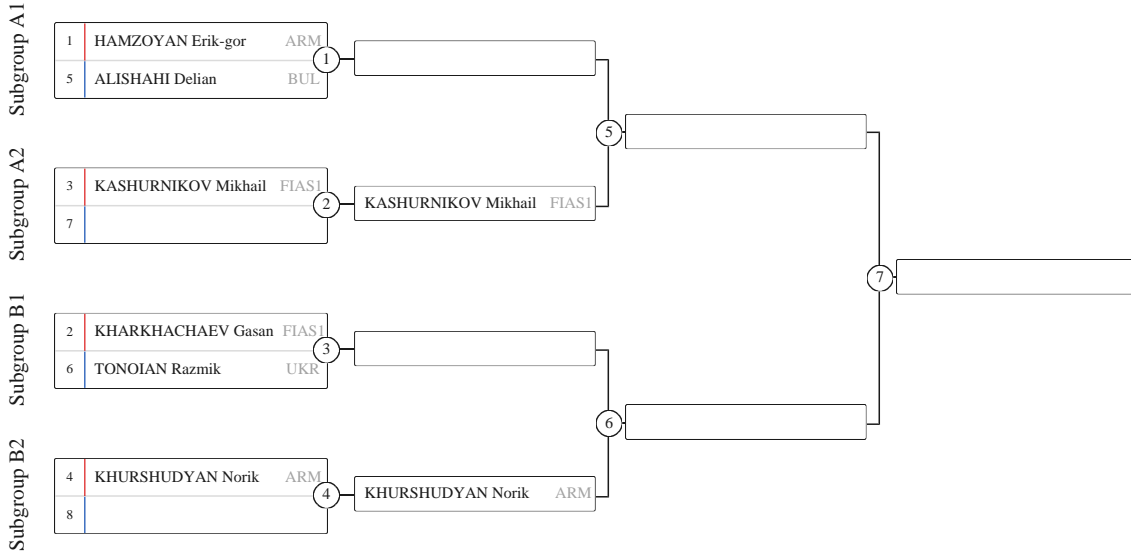 Subgroup A1
1 HAMZOYAN Erik-gor ARM
5 ALISHAHI Delian BUL
1
Subgroup A2
3 KASHURNIKOV Mikhail FIAS1
7
2
KASHURNIKOV Mikhail FIAS1
5
Subgroup B1
2 KHARKHACHAEV Gasan FIAS1
6 TONOIAN Razmik UKR
3
Subgroup B2
4 KHURSHUDYAN Norik ARM
8
4
KHURSHUDYAN Norik ARM
6
7